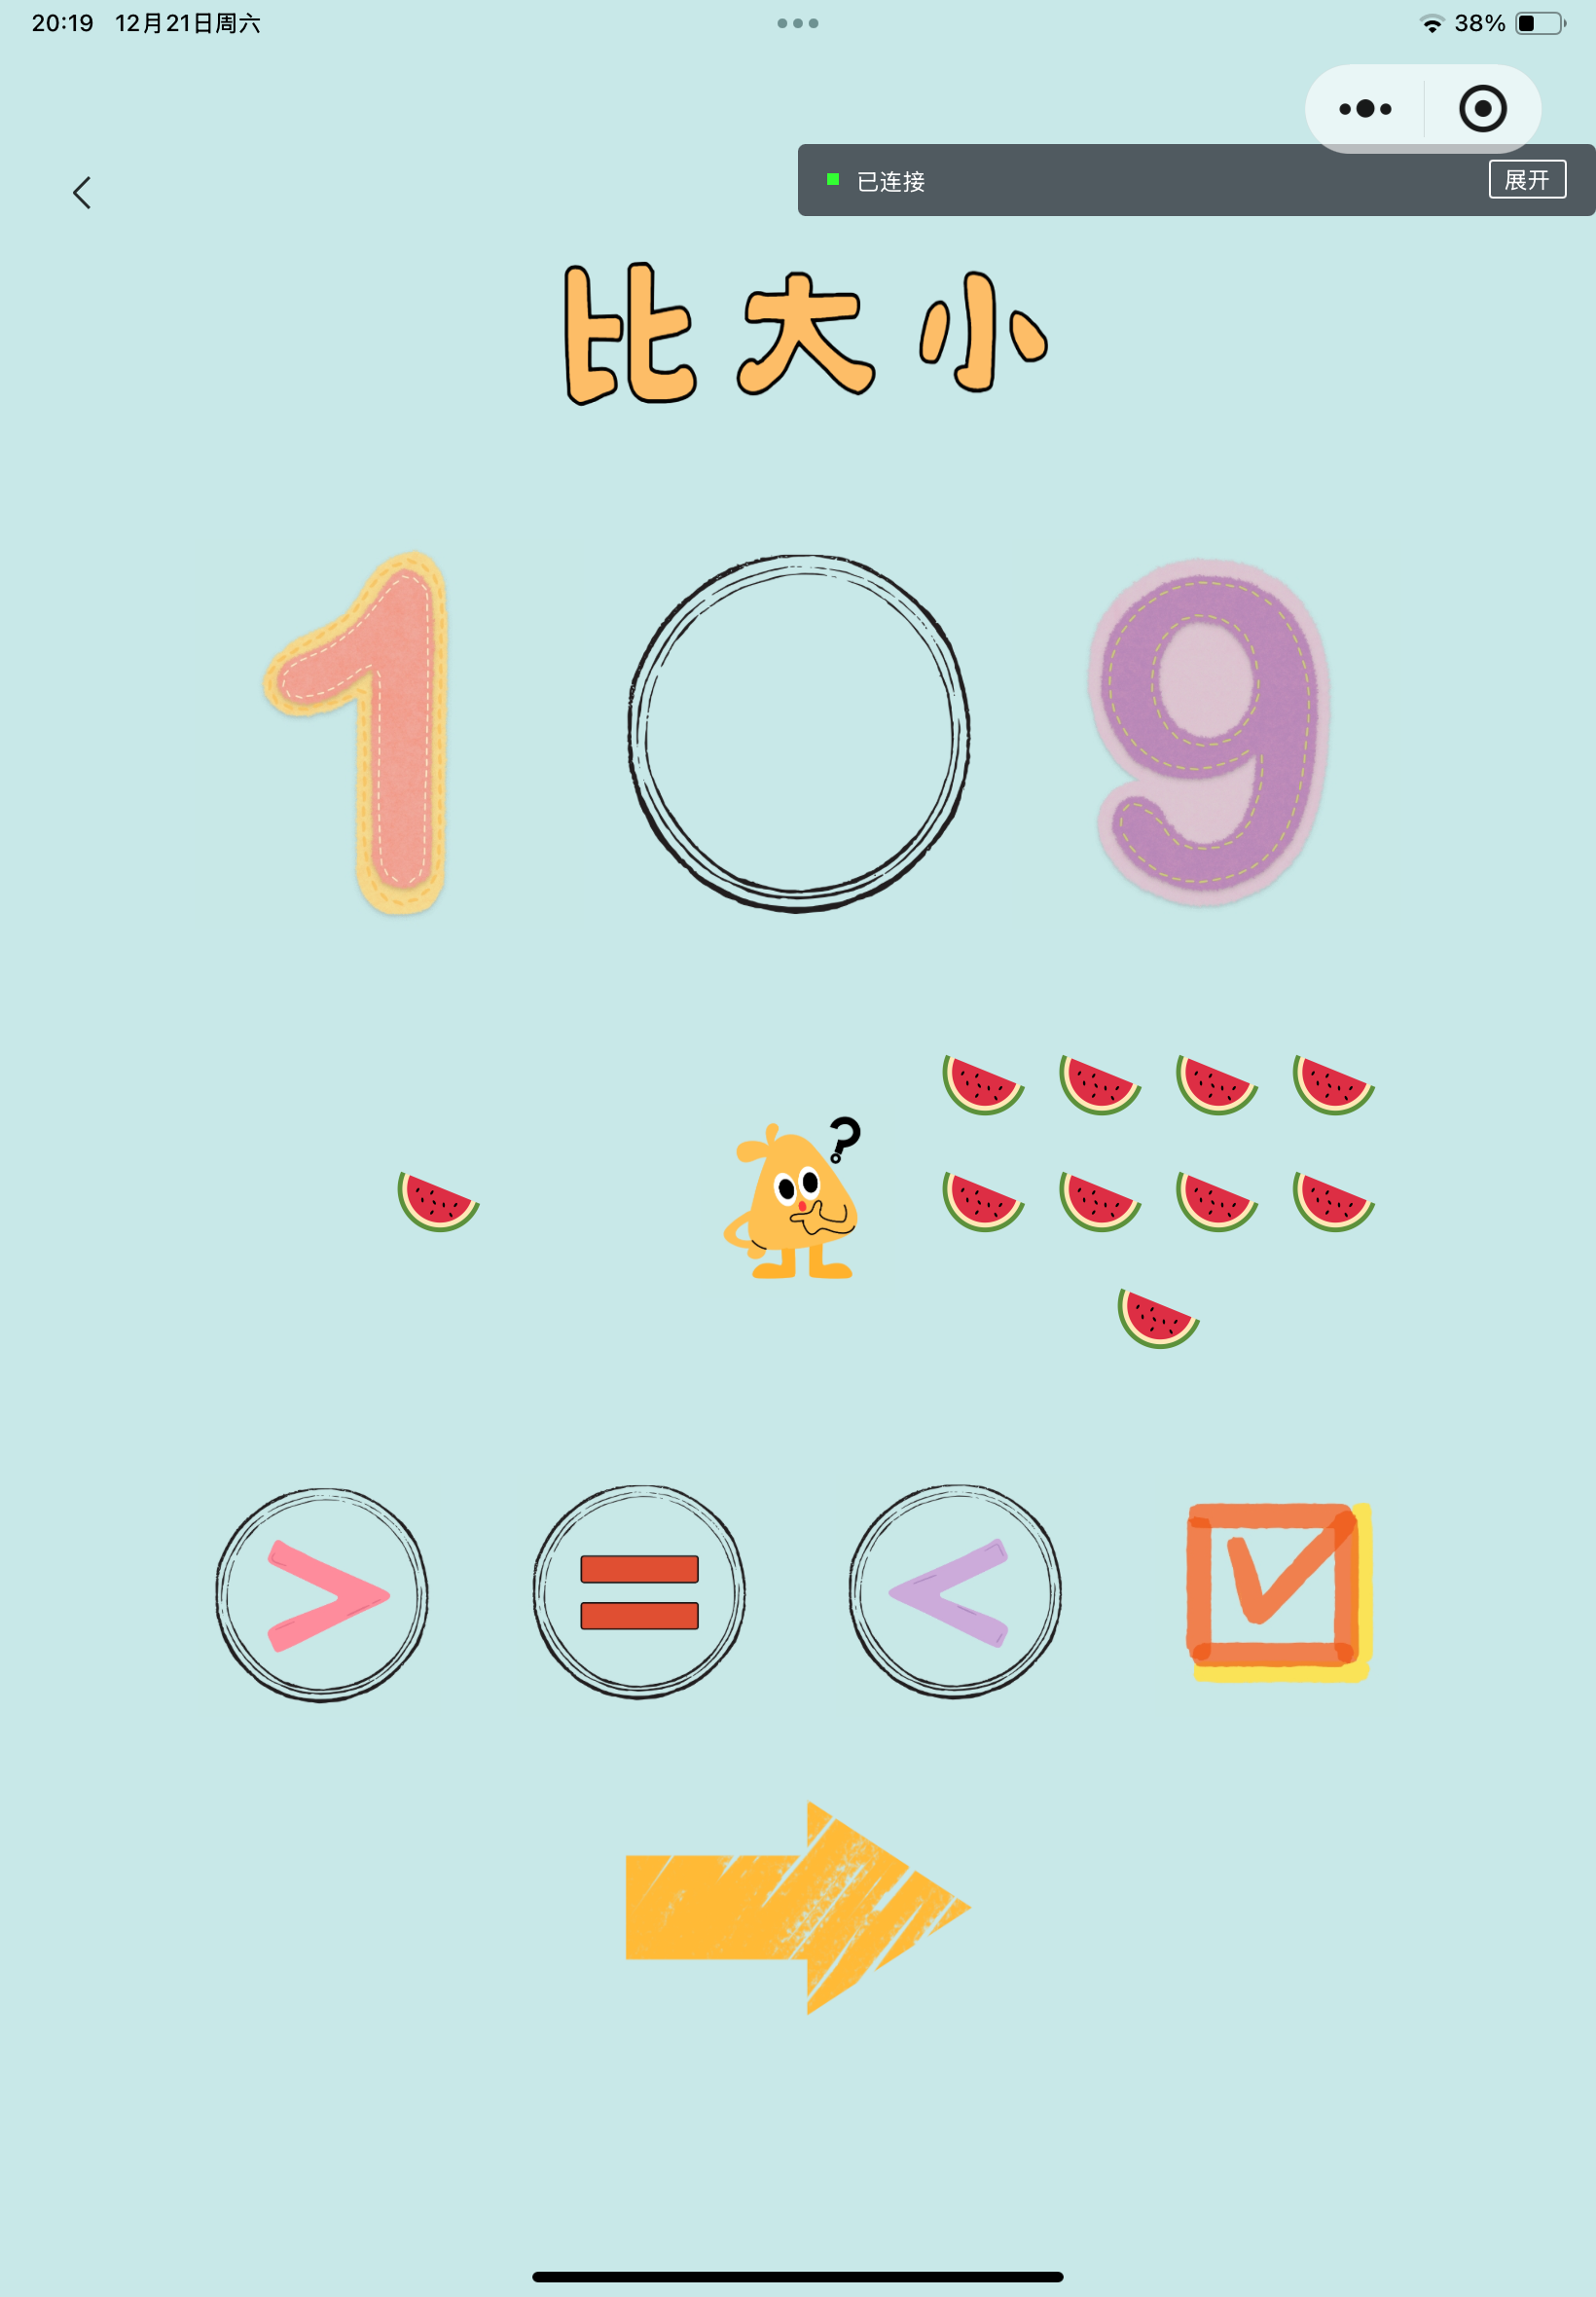 20:19 12月21日周六
38%
已连接 展开
比大小
1 9
?
> = <